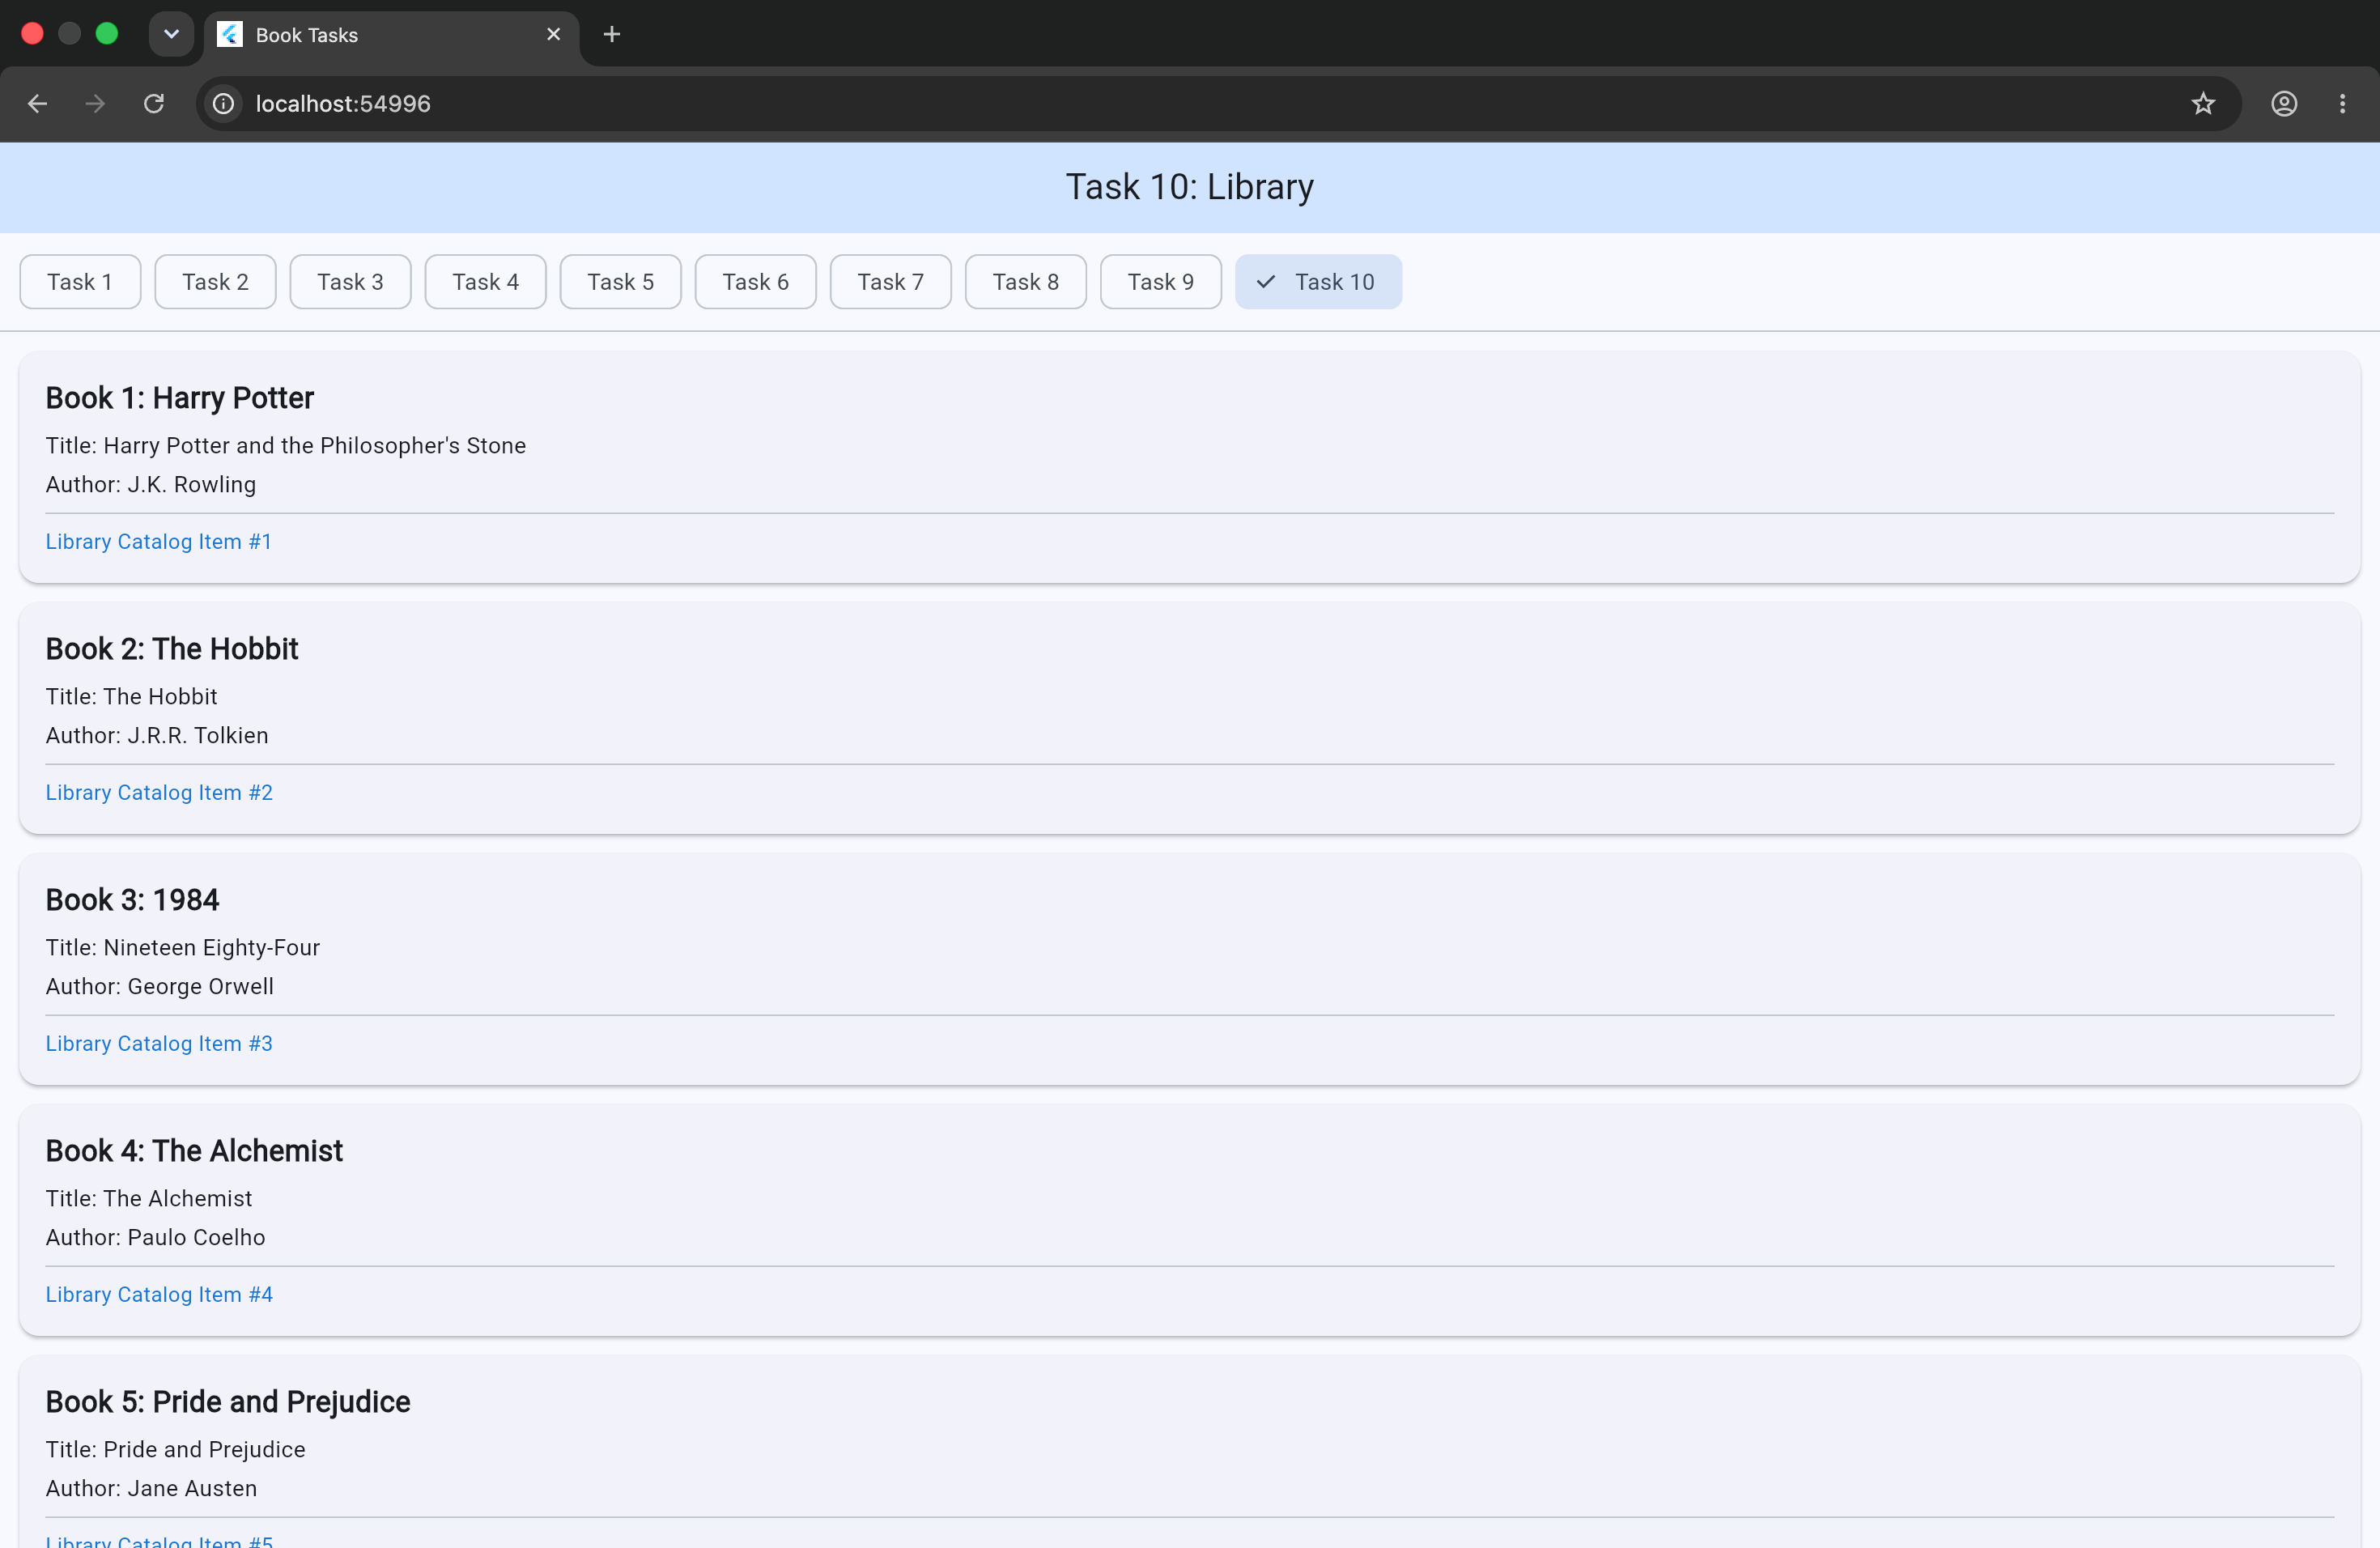 Book Tasks
localhost:54996
Task 10: Library
Task 1 Task 2 Task 3 Task 4 Task 5 Task 6 Task 7 Task 8 Task 9 Task 10
Book 1: Harry Potter
Title: Harry Potter and the Philosopher's Stone
Author: J.K. Rowling
Library Catalog Item #1
Book 2: The Hobbit
Title: The Hobbit
Author: J.R.R. Tolkien
Library Catalog Item #2
Book 3: 1984
Title: Nineteen Eighty-Four
Author: George Orwell
Library Catalog Item #3
Book 4: The Alchemist
Title: The Alchemist
Author: Paulo Coelho
Library Catalog Item #4
Book 5: Pride and Prejudice
Title: Pride and Prejudice
Author: Jane Austen
Library Catalog Item #5